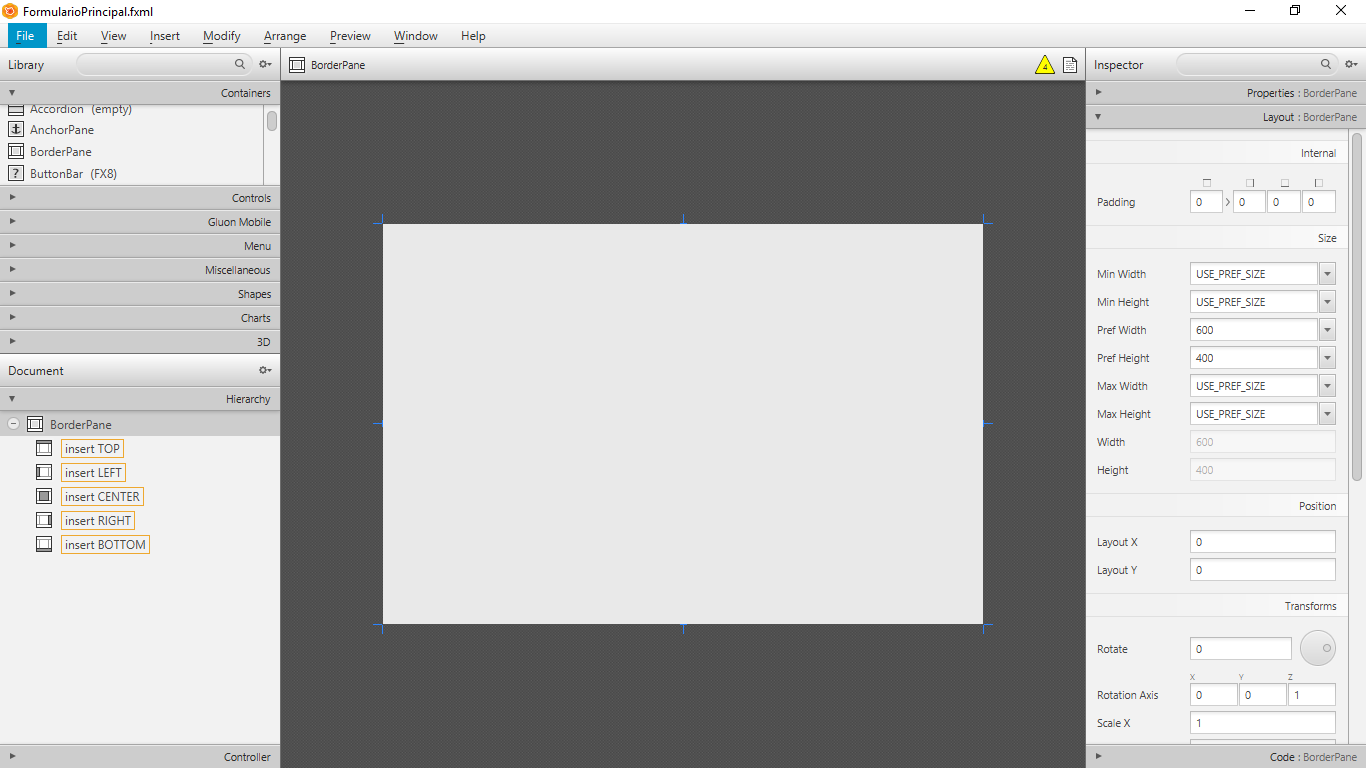 FormularioPrincipal.fxml
File Edit View Insert Modify Arrange Preview Window Help
Library
Containers
Accordion (empty)
AnchorPane
BorderPane
ButtonBar (FX8)
Controls
Gluon Mobile
Menu
Miscellaneous
Shapes
Charts
3D
Document
Hierarchy
BorderPane
insert TOP
insert LEFT
insert CENTER
insert RIGHT
insert BOTTOM
Controller
BorderPane
4
Inspector
Properties : BorderPane
Layout : BorderPane
Internal
Padding 0 0 0 0
Size
Min Width USE_PREF_SIZE
Min Height USE_PREF_SIZE
Pref Width 600
Pref Height 400
Max Width USE_PREF_SIZE
Max Height USE_PREF_SIZE
Width 600
Height 400
Position
Layout X 0
Layout Y 0
Transforms
Rotate 0
X Y Z
Rotation Axis 0 0 1
Scale X 1
Code : BorderPane